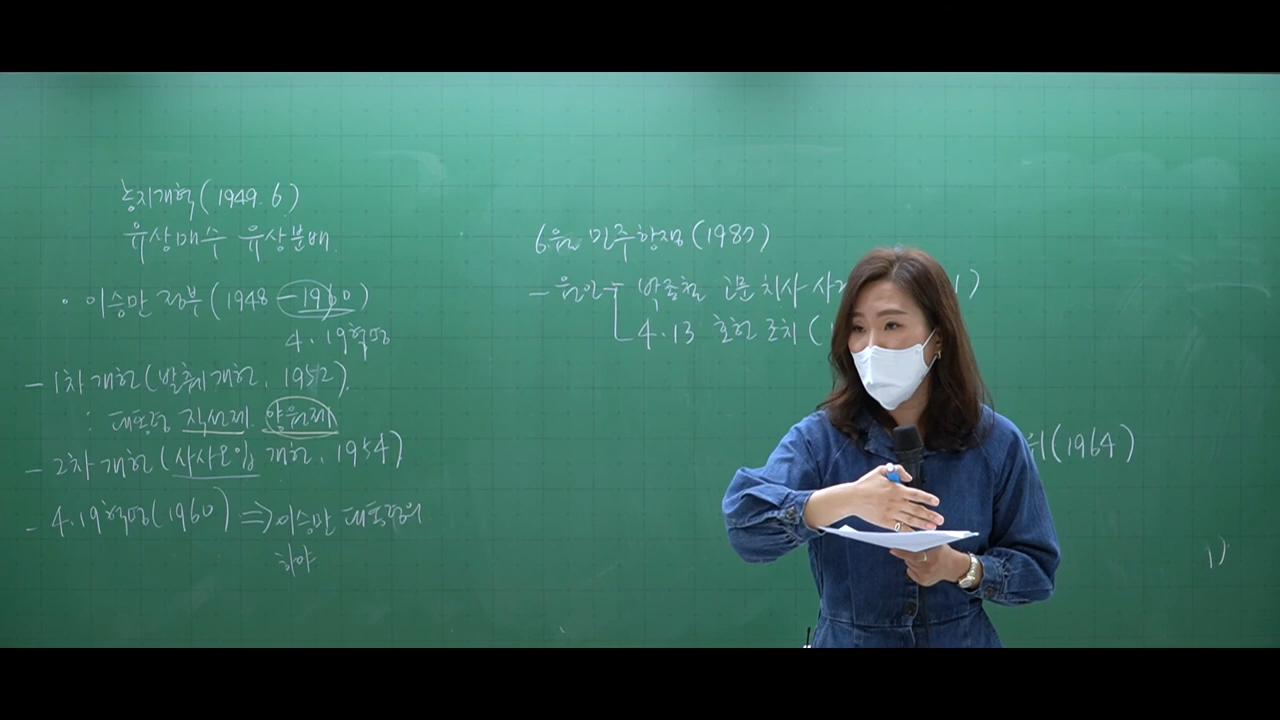 농지개혁(1949.6)
유상매수 유상분배.
· 이승만 정부(1948-1960)
4.19혁명
- 1차 개헌(발췌개헌, 1952).
: 대통령 직선제. 양원제
- 2차 개헌(사사오입 개헌, 1954)
- 4.19혁명(1960) ⇒ 이승만 대통령의
하야
6월 민주항쟁(1987)
- 원인 박종철 고문치사 사 1)
4.13 호헌 조치(
위(1964)
1)